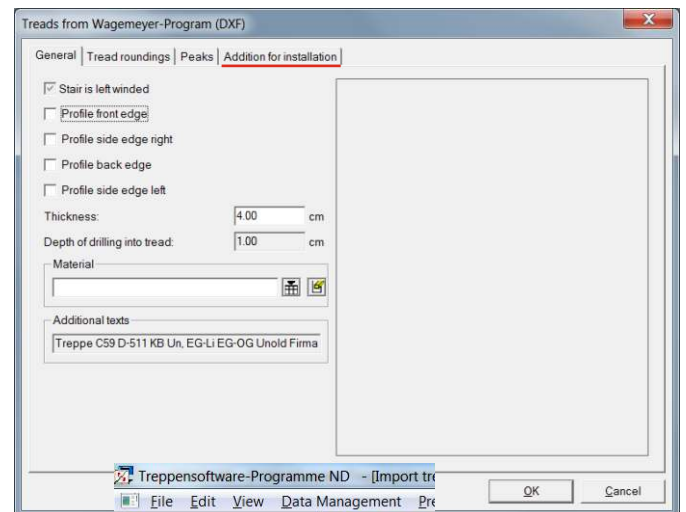 Treads from Wagemeyer-Program (DXF)
General Tread roundings Peaks Addition for installation
Stair is left winded
Profile front edge
Profile side edge right
Profile back edge
Profile side edge left
Thickness: 4.00 cm
Depth of drilling into tread: 1.00 cm
Material
Additional texts
Treppe C59 D-511 KB Un, EG-Li EG-OG Unold Firma
Treppensoftware-Programme ND - [Import tre
File Edit View Data Management Pre
OK Cancel